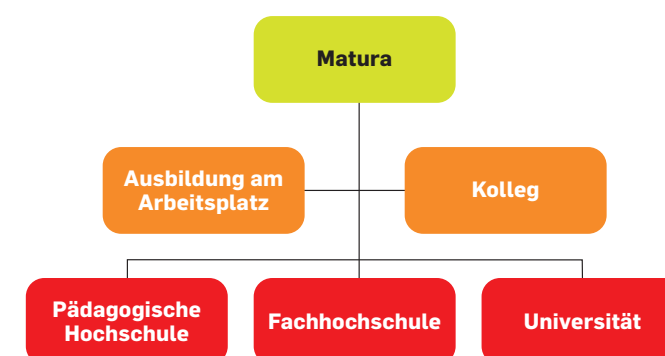 Matura
Ausbildung am
Arbeitsplatz
Kolleg
Pädagogische
Hochschule
Fachhochschule
Universität